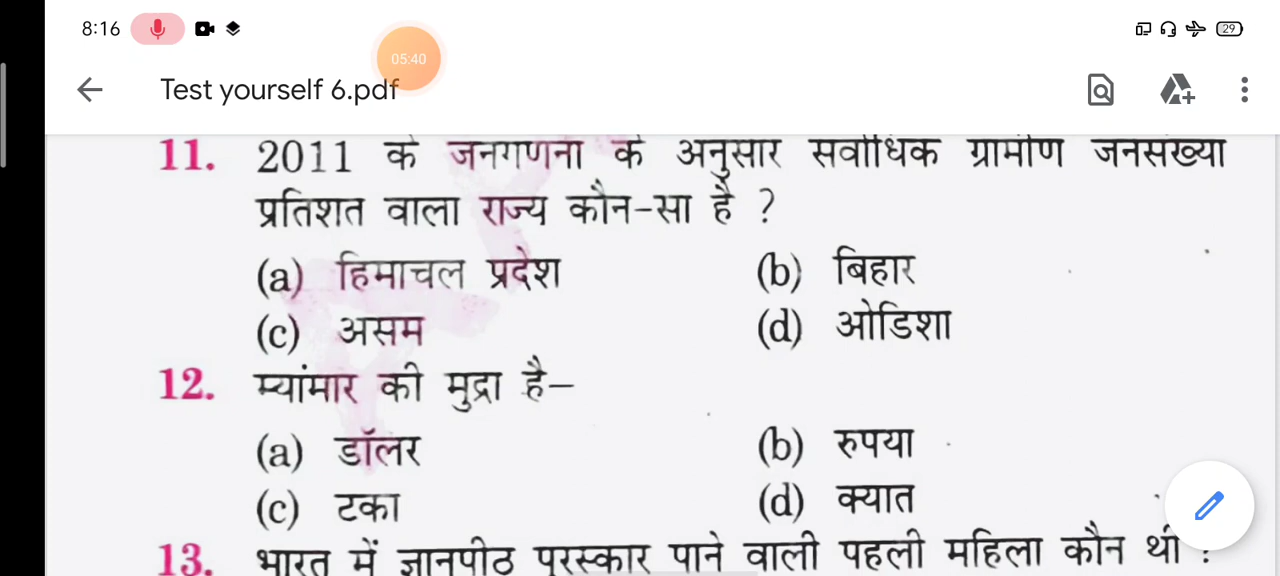 8:16
29
05:40
Test yourself 6.pdf
11. 2011 के जनगणना के अनुसार सर्वाधिक ग्रामीण जनसंख्या
प्रतिशत वाला राज्य कौन-सा है ?
(a) हिमाचल प्रदेश (b) बिहार
(c) असम (d) ओडिशा
12. म्यांमार की मुद्रा है–
(a) डॉलर (b) रुपया
(c) टका (d) क्यात
13. भारत में ज्ञानपीठ पुरस्कार पाने वाली पहली महिला कौन थी ?